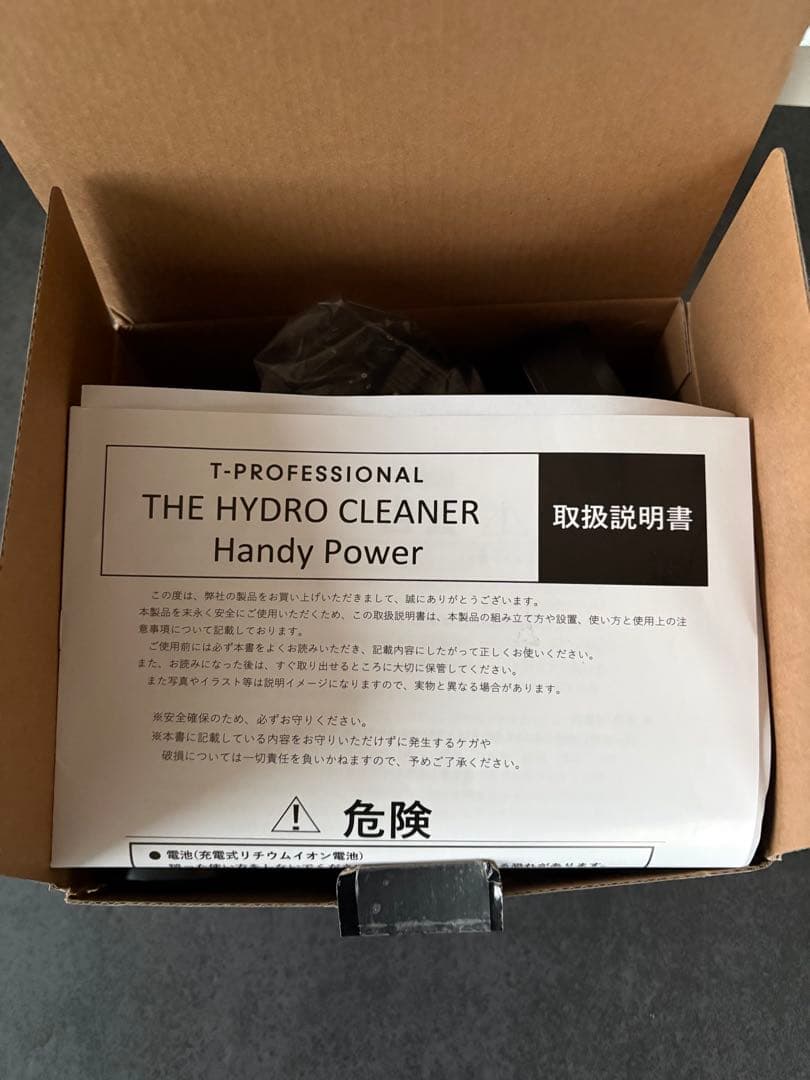 T-PROFESSIONAL
THE HYDRO CLEANER
Handy Power
取扱説明書
この度は、弊社の製品をお買い上げいただきまして、誠にありがとうございます。
本製品を末永く安全にご使用いただくため、この取扱説明書は、本製品の組み立て方や設置、使い方と使用上の注
意事項について記載しております。
ご使用前には必ず本書をよくお読みいただき、記載内容にしたがって正しくお使いください。
また、お読みになった後は、すぐ取り出せるところに大切に保管してください。
また写真やイラスト等は説明イメージになりますので、実物と異なる場合があります。
※安全確保のため、必ずお守りください。
※本書に記載している内容をお守りいただけずに発生するケガや
破損については一切責任を負いかねますので、予めご了承ください。
危険
● 電池(充電式リチウムイオン電池)